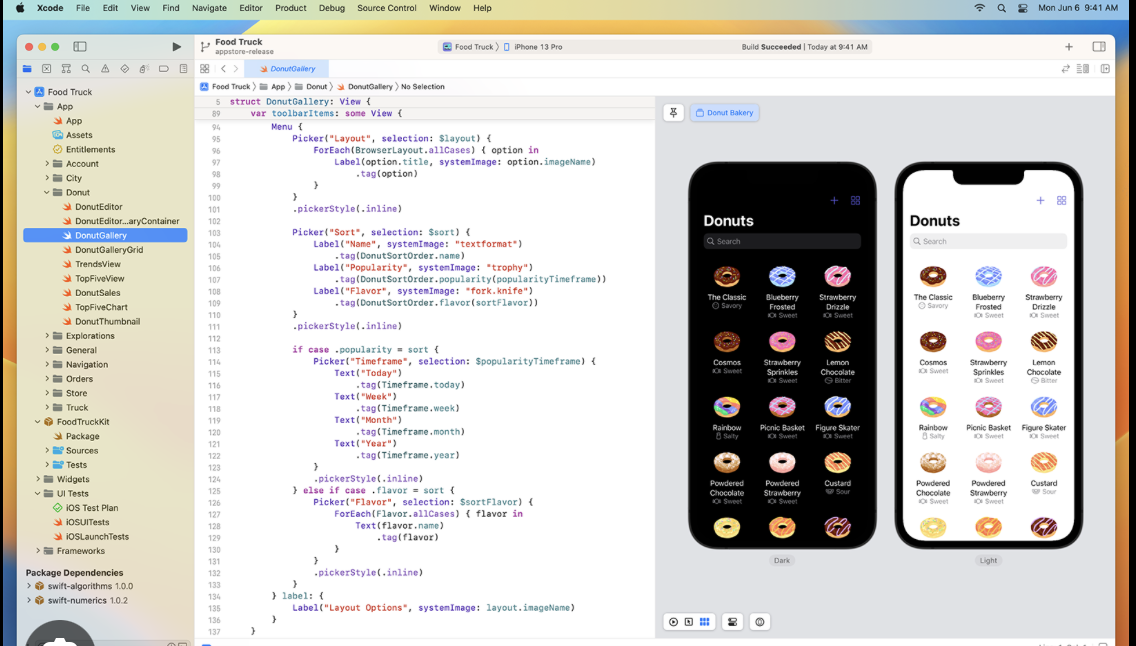 Xcode File Edit View Find Navigate Editor Product Debug Source Control Window Help
Mon Jun 6 9:41 AM
Food Truck
appstore-release
Food Truck
iPhone 13 Pro
Build Succeeded | Today at 9:41 AM
DonutGallery
Food Truck
App
Donut
DonutGallery
No Selection
Food Truck
App
App
Assets
Entitlements
Account
City
Donut
DonutEditor
DonutEditor...aryContainer
DonutGallery
DonutGalleryGrid
TrendsView
TopFiveView
DonutSales
TopFiveChart
DonutThumbnail
Explorations
General
Navigation
Orders
Store
Truck
FoodTruckKit
Package
Sources
Tests
Widgets
UI Tests
iOS Test Plan
iOSUITests
iOSLaunchTests
Frameworks
Package Dependencies
swift-algorithms 1.0.0
swift-numerics 1.0.2
5 struct DonutGallery: View {
89 var toolbarItems: some View {
94 Menu {
95 Picker("Layout", selection: $layout) {
96 ForEach(BrowserLayout.allCases) { option in
97 Label(option.title, systemImage: option.imageName)
98 .tag(option)
99 }
100 }
101 .pickerStyle(.inline)
102
103 Picker("Sort", selection: $sort) {
104 Label("Name", systemImage: "textformat")
105 .tag(DonutSortOrder.name)
106 Label("Popularity", systemImage: "trophy")
107 .tag(DonutSortOrder.popularity(popularityTimeframe))
108 Label("Flavor", systemImage: "fork.knife")
109 .tag(DonutSortOrder.flavor(sortFlavor))
110 }
111 .pickerStyle(.inline)
112
113 if case .popularity = sort {
114 Picker("Timeframe", selection: $popularityTimeframe) {
115 Text("Today")
116 .tag(Timeframe.today)
117 Text("Week")
118 .tag(Timeframe.week)
119 Text("Month")
120 .tag(Timeframe.month)
121 Text("Year")
122 .tag(Timeframe.year)
123 }
124 .pickerStyle(.inline)
125 } else if case .flavor = sort {
126 Picker("Flavor", selection: $sortFlavor) {
127 ForEach(Flavor.allCases) { flavor in
128 Text(flavor.name)
129 .tag(flavor)
130 }
131 }
132 .pickerStyle(.inline)
133 }
134 } label: {
135 Label("Layout Options", systemImage: layout.imageName)
136 }
137 }
Donut Bakery
Donuts
Search
The Classic Blueberry Frosted Strawberry Drizzle
Savory Sweet Sweet
Cosmos Strawberry Sprinkles Lemon Chocolate
Sweet Sweet Bitter
Rainbow Picnic Basket Figure Skater
Salty Sweet Sweet
Powdered Chocolate Powdered Strawberry Custard
Sweet Sweet Sour
Dark
Donuts
Search
The Classic Blueberry Frosted Strawberry Drizzle
Savory Sweet Sweet
Cosmos Strawberry Sprinkles Lemon Chocolate
Sweet Sweet Bitter
Rainbow Picnic Basket Figure Skater
Salty Sweet Sweet
Powdered Chocolate Powdered Strawberry Custard
Sweet Sweet Sour
Light